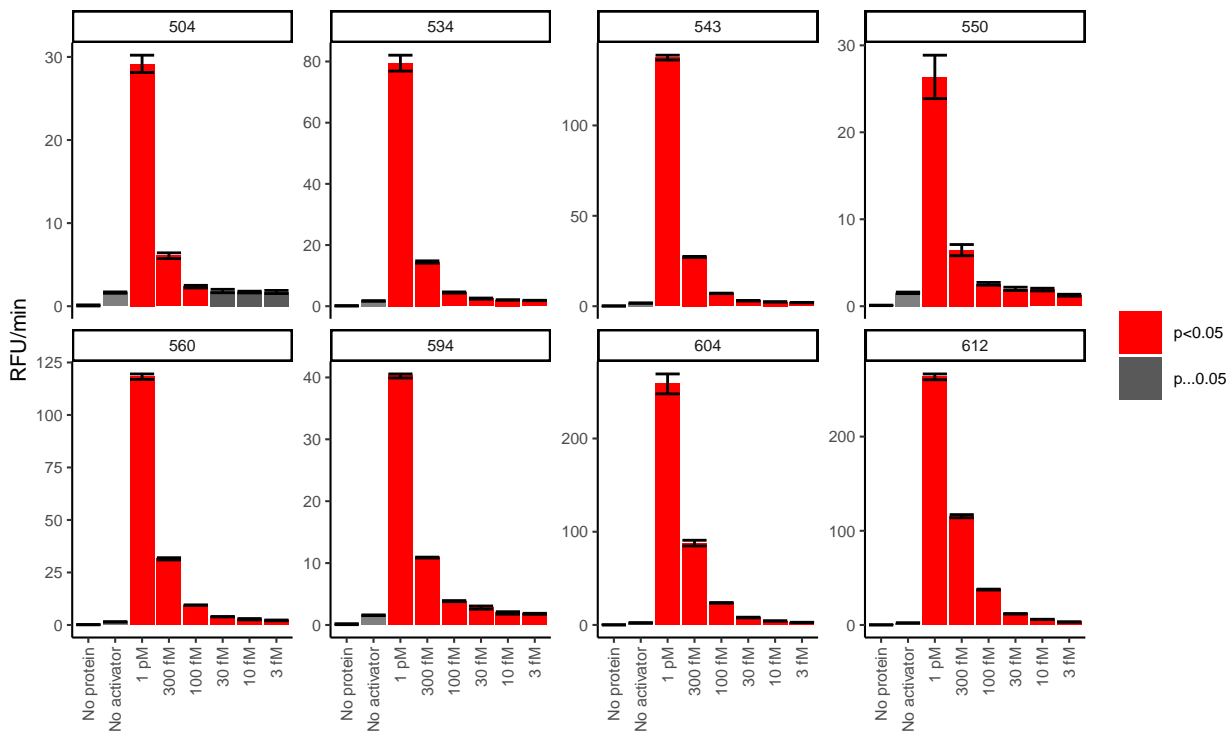 504
534
543
550
30
20
10
0
80
60
40
20
0
100
50
0
30
20
10
0
RFU/min
560
594
604
612
125
100
75
50
25
0
40
30
20
10
0
200
100
0
200
100
0
No protein
No activator
1 pM
300 fM
100 fM
30 fM
10 fM
3 fM
No protein
No activator
1 pM
300 fM
100 fM
30 fM
10 fM
3 fM
No protein
No activator
1 pM
300 fM
100 fM
30 fM
10 fM
3 fM
No protein
No activator
1 pM
300 fM
100 fM
30 fM
10 fM
3 fM
p<0.05
p...0.05